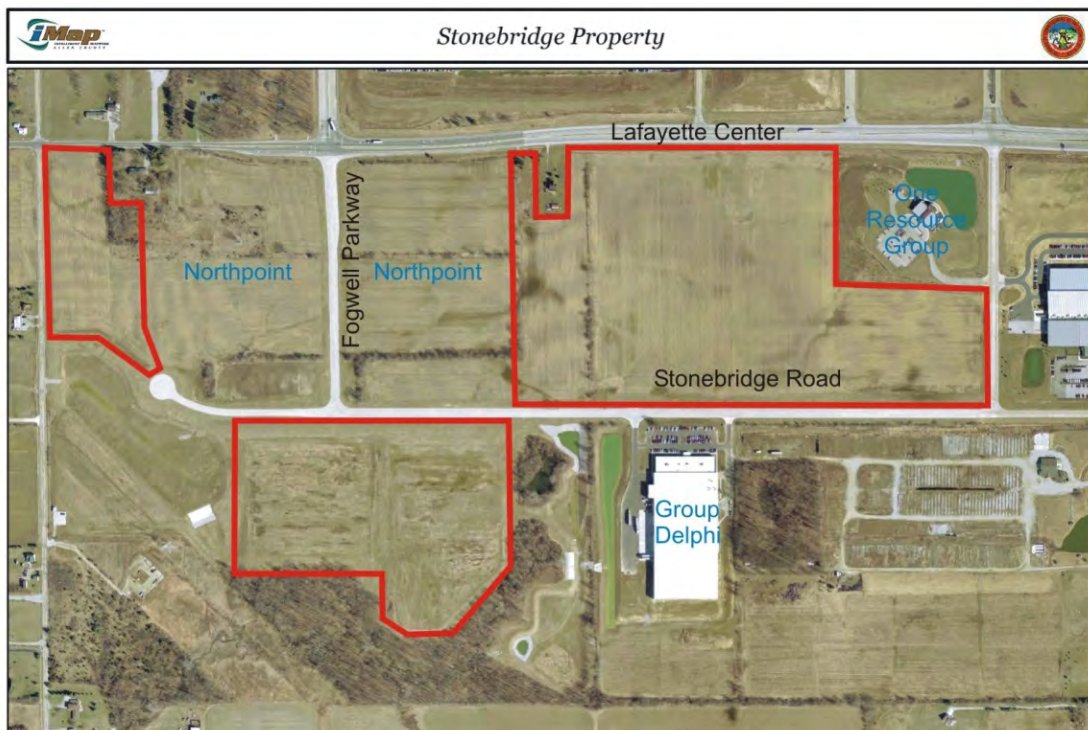 iMap
Stonebridge Property
Lafayette Center
Fogwell Parkway
Northpoint
Northpoint
One
Resource
Group
Stonebridge Road
Group
Delphi